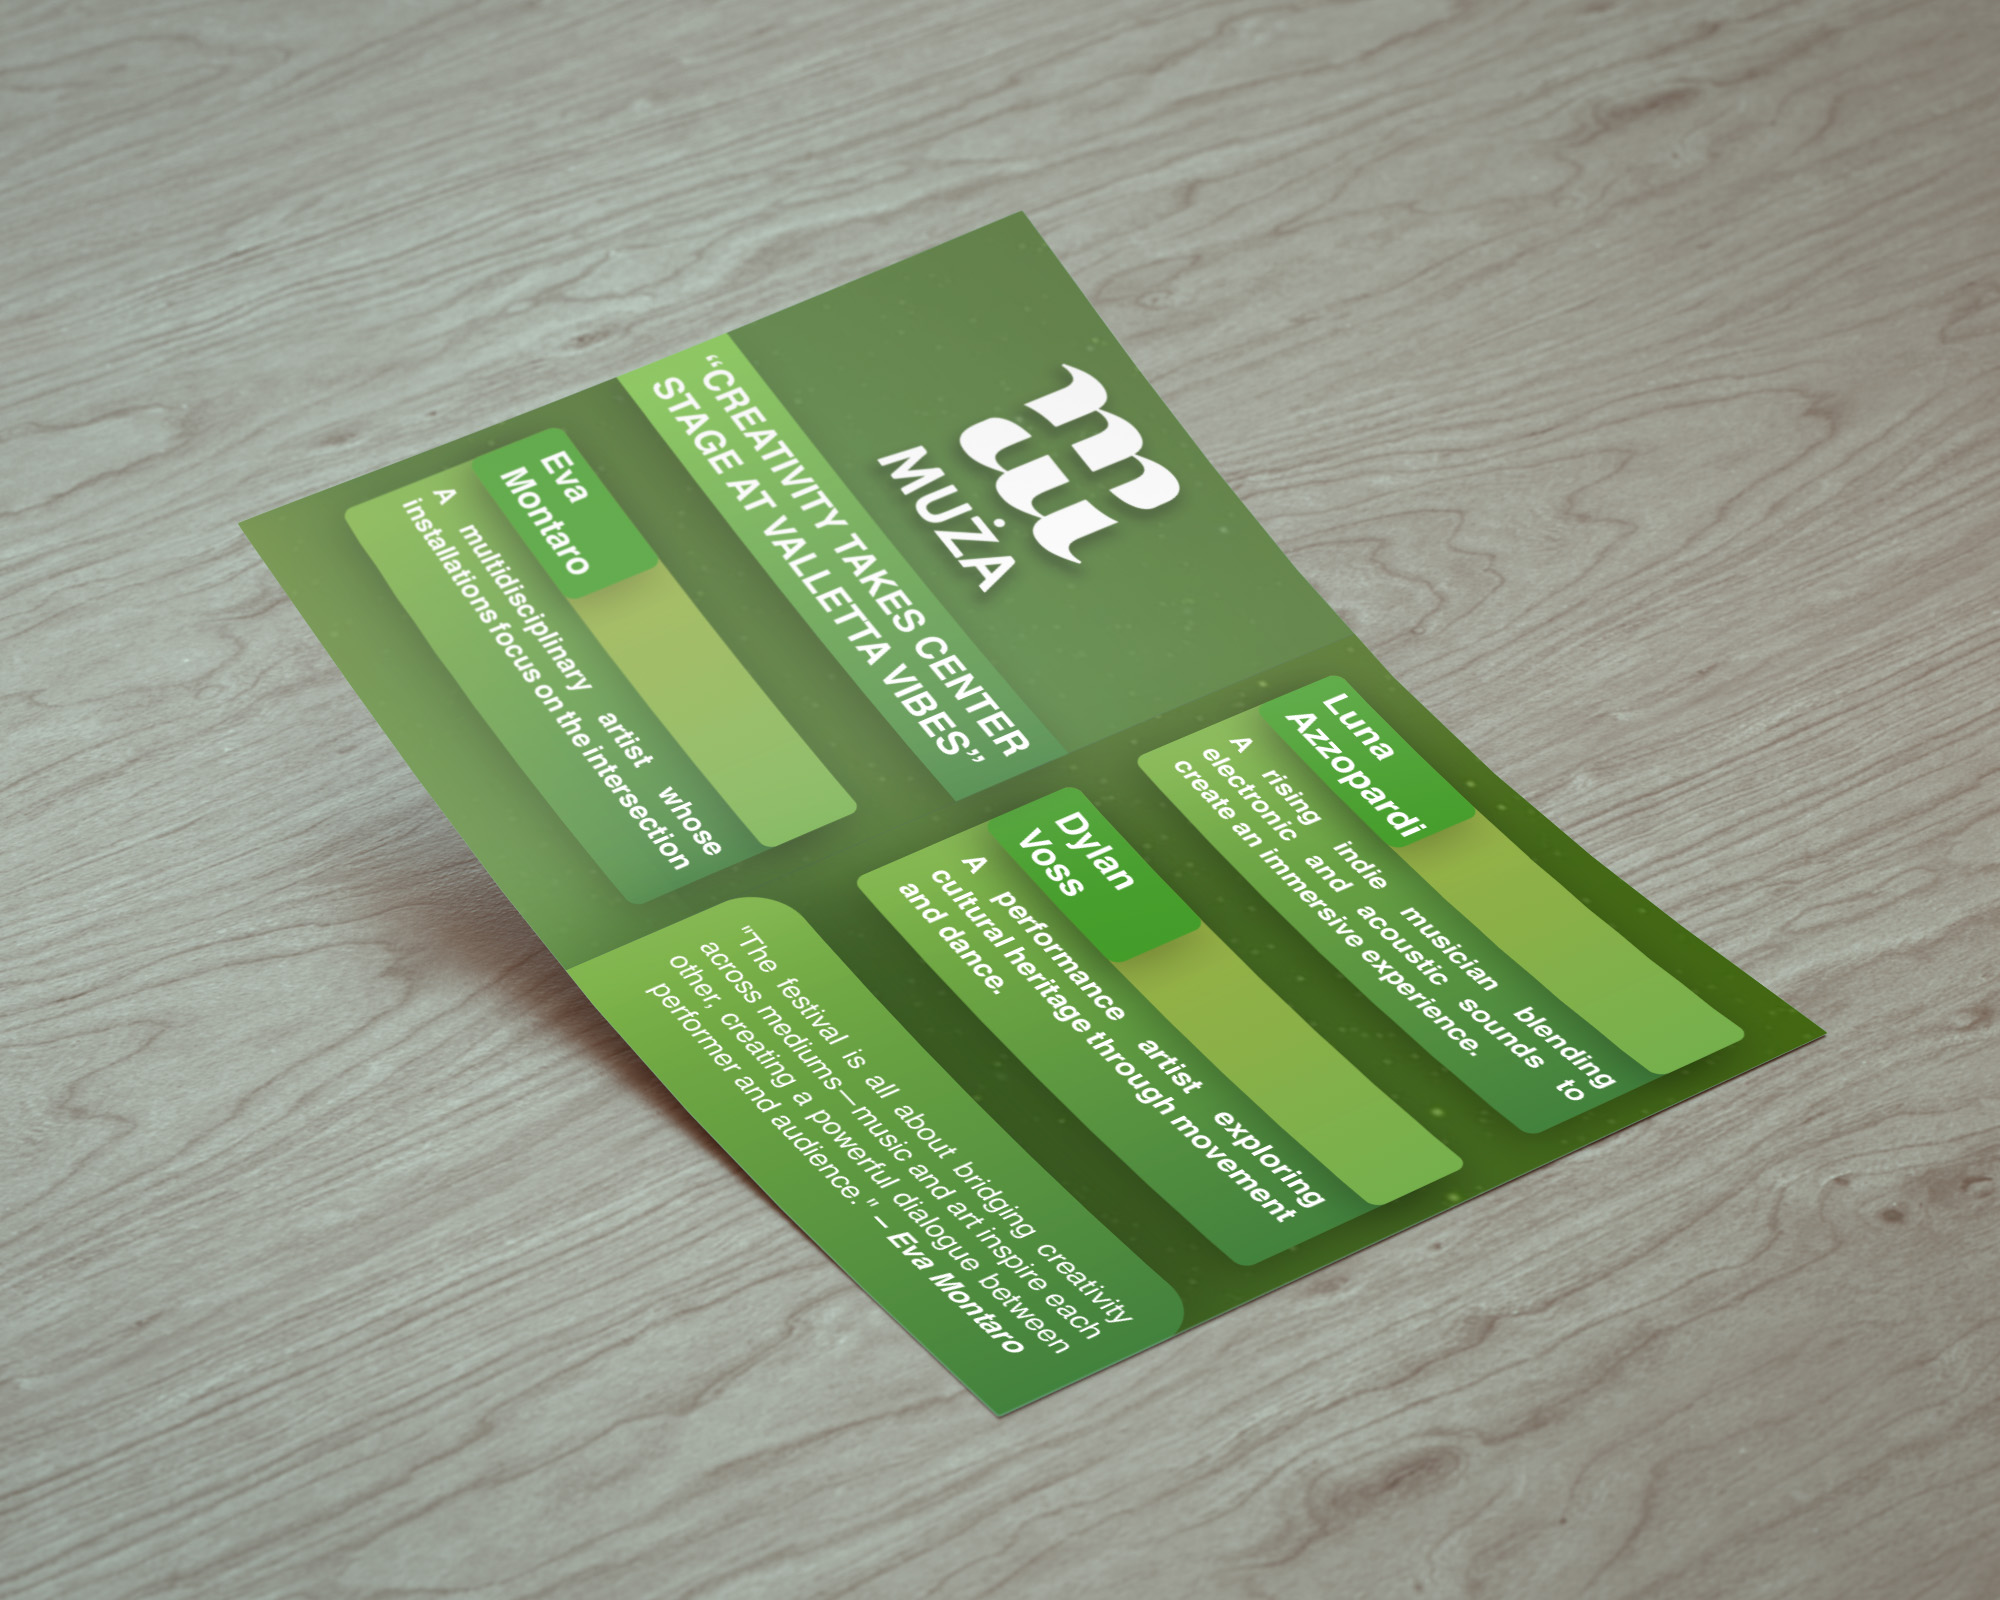 mu
MUŻA
“CREATIVITY TAKES CENTER
STAGE AT VALLETTA VIBES”
Eva
Montaro
A multidisciplinary artist whose
installations focus on the intersection
Luna
Azzopardi
A rising indie musician blending
electronic and acoustic sounds to
create an immersive experience.
Dylan
Voss
A performance artist exploring
cultural heritage through movement
and dance.
"The festival is all about bridging creativity
across mediums—music and art inspire each
other, creating a powerful dialogue between
performer and audience." – Eva Montaro